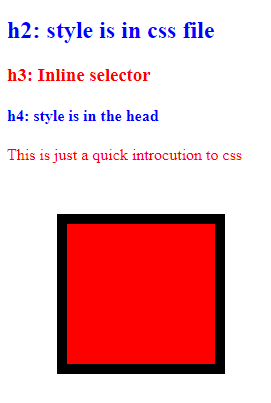 h2: style is in css file
h3: Inline selector
h4: style is in the head
This is just a quick introcution to css